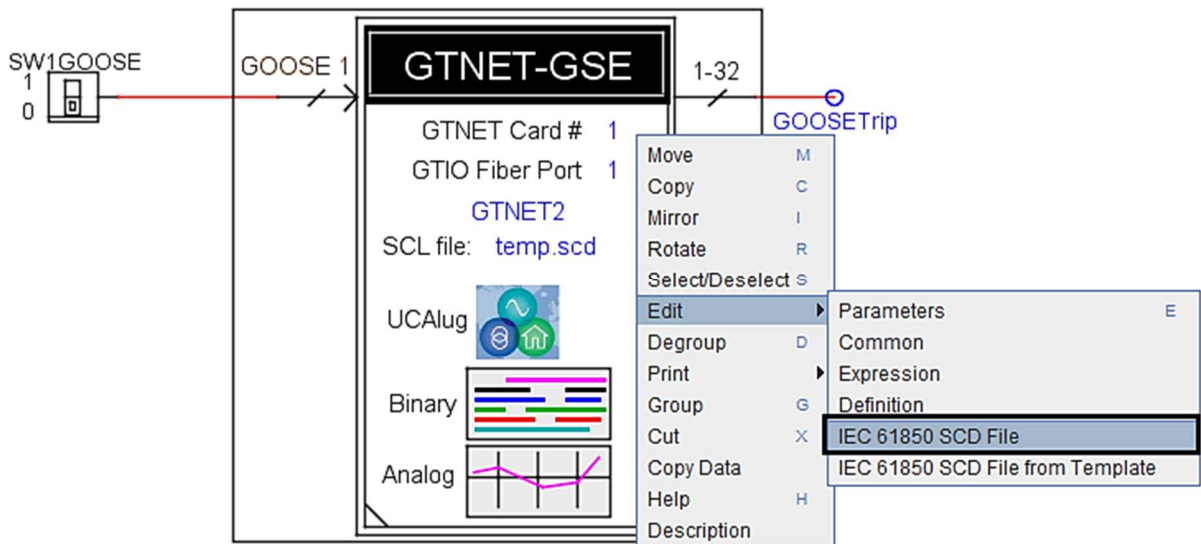 SW1GOOSE
1
0
GOOSE 1
GTNET-GSE
1-32
GOOSETrip
GTNET Card # 1
GTIO Fiber Port 1
GTNET2
SCL file: temp.scd
UCAlug
Binary
Analog
Move M
Copy C
Mirror I
Rotate R
Select/Deselect S
Edit
Degroup D
Print
Group G
Cut X
Copy Data
Help H
Description
Parameters E
Common
Expression
Definition
IEC 61850 SCD File
IEC 61850 SCD File from Template